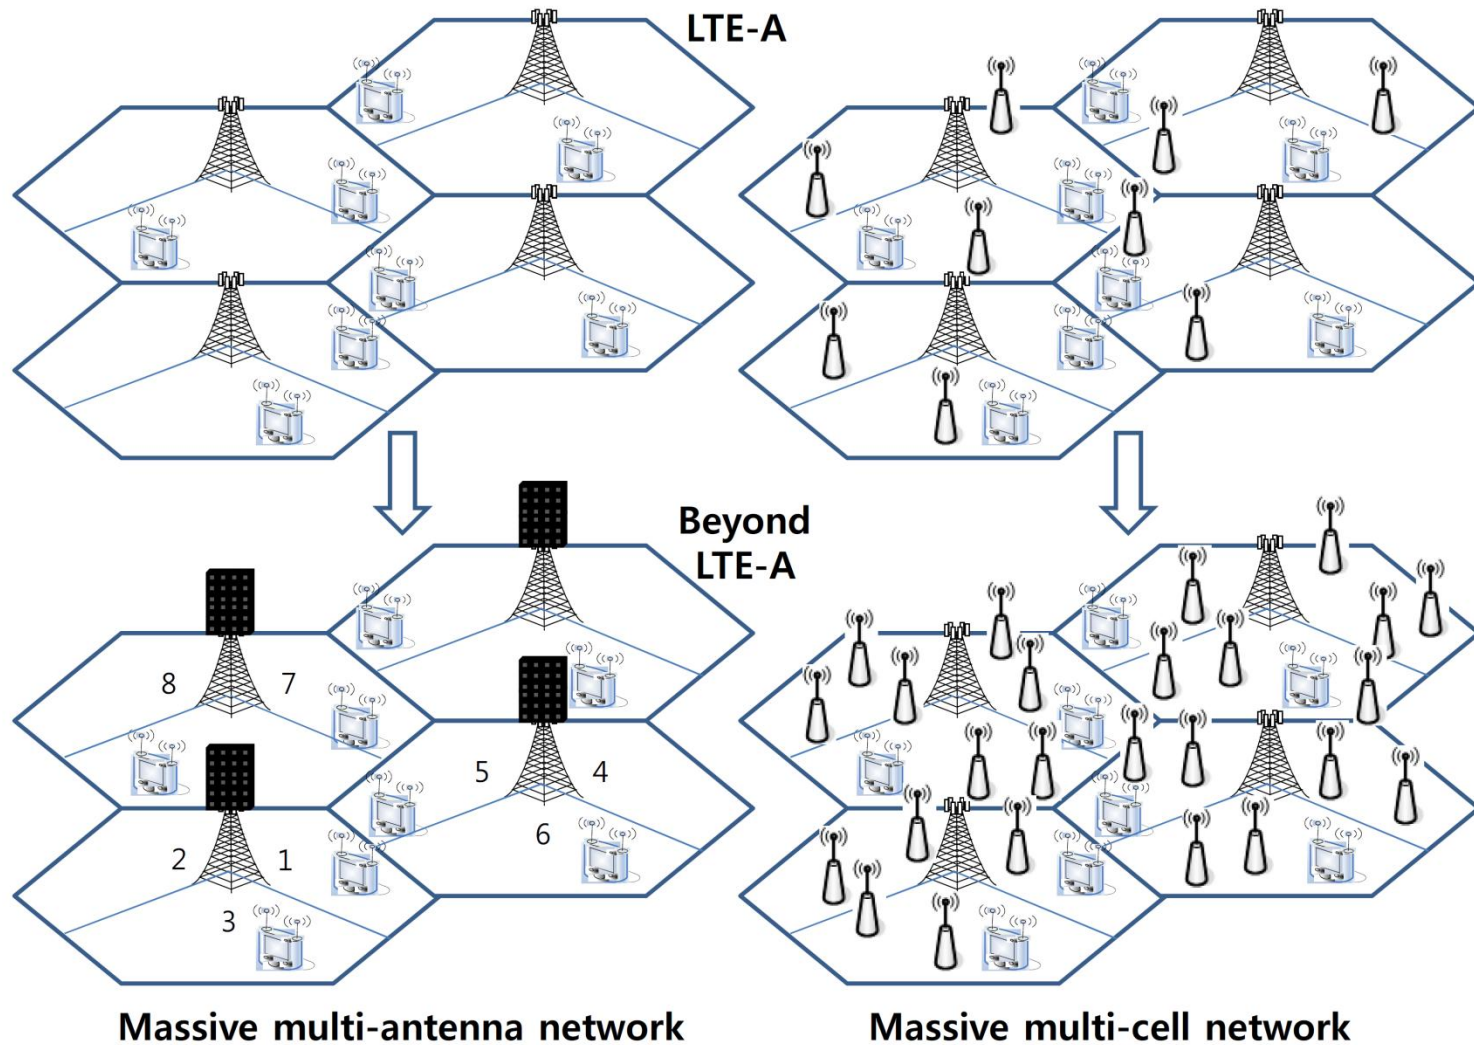 LTE-A
Beyond
LTE-A
8 7
5 4
6
2 1
3
Massive multi-antenna network
Massive multi-cell network